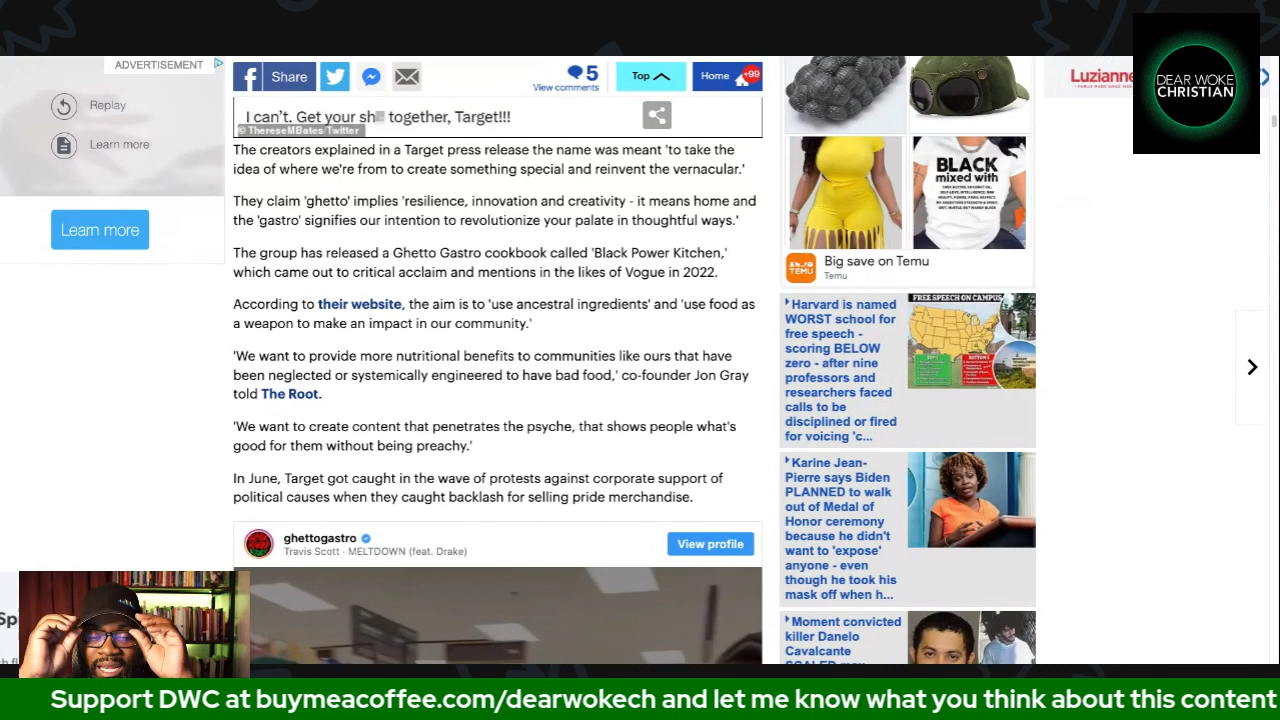 ADVERTISEMENT
Replay
Learn more
Learn more
Share
5
View comments
Top
Home
+99
I can't. Get your sh together, Target!!!
© ThereseMBates/Twitter
The creators explained in a Target press release the name was meant 'to take the
idea of where we're from to create something special and reinvent the vernacular.'
They claim 'ghetto' implies 'resilience, innovation and creativity - it means home and
the 'gastro' signifies our intention to revolutionize your palate in thoughtful ways.'
The group has released a Ghetto Gastro cookbook called 'Black Power Kitchen,'
which came out to critical acclaim and mentions in the likes of Vogue in 2022.
According to their website, the aim is to 'use ancestral ingredients' and 'use food as
a weapon to make an impact in our community.'
'We want to provide more nutritional benefits to communities like ours that have
been neglected or systemically engineered to have bad food,' co-founder Jon Gray
told The Root.
'We want to create content that penetrates the psyche, that shows people what's
good for them without being preachy.'
In June, Target got caught in the wave of protests against corporate support of
political causes when they caught backlash for selling pride merchandise.
ghettogastro
Travis Scott · MELTDOWN (feat. Drake)
View profile
BLACK
mixed with
TEMU
Big save on Temu
Temu
Harvard is named
WORST school for
free speech -
scoring BELOW
zero - after nine
professors and
researchers faced
calls to be
disciplined or fired
for voicing 'c...
FREE SPEECH ON CAMPUS
Karine Jean-
Pierre says Biden
PLANNED to walk
out of Medal of
Honor ceremony
because he didn't
want to 'expose'
anyone - even
though he took his
mask off when h...
Moment convicted
killer Danelo
Cavalcante
Luzianne
DEAR WOKE
CHRISTIAN
Support DWC at buymeacoffee.com/dearwokech and let me know what you think about this content